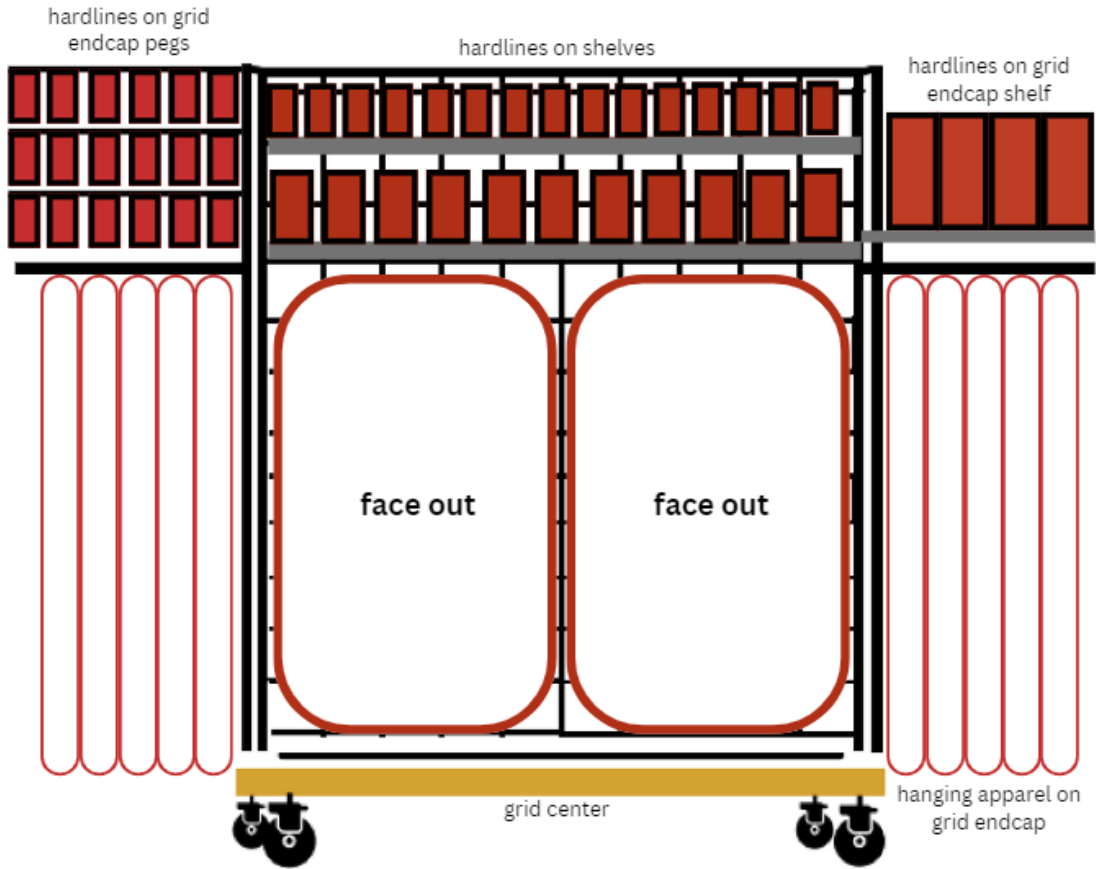 hardlines on grid
endcap pegs
hardlines on shelves
hardlines on grid
endcap shelf
face out
face out
grid center
hanging apparel on
grid endcap